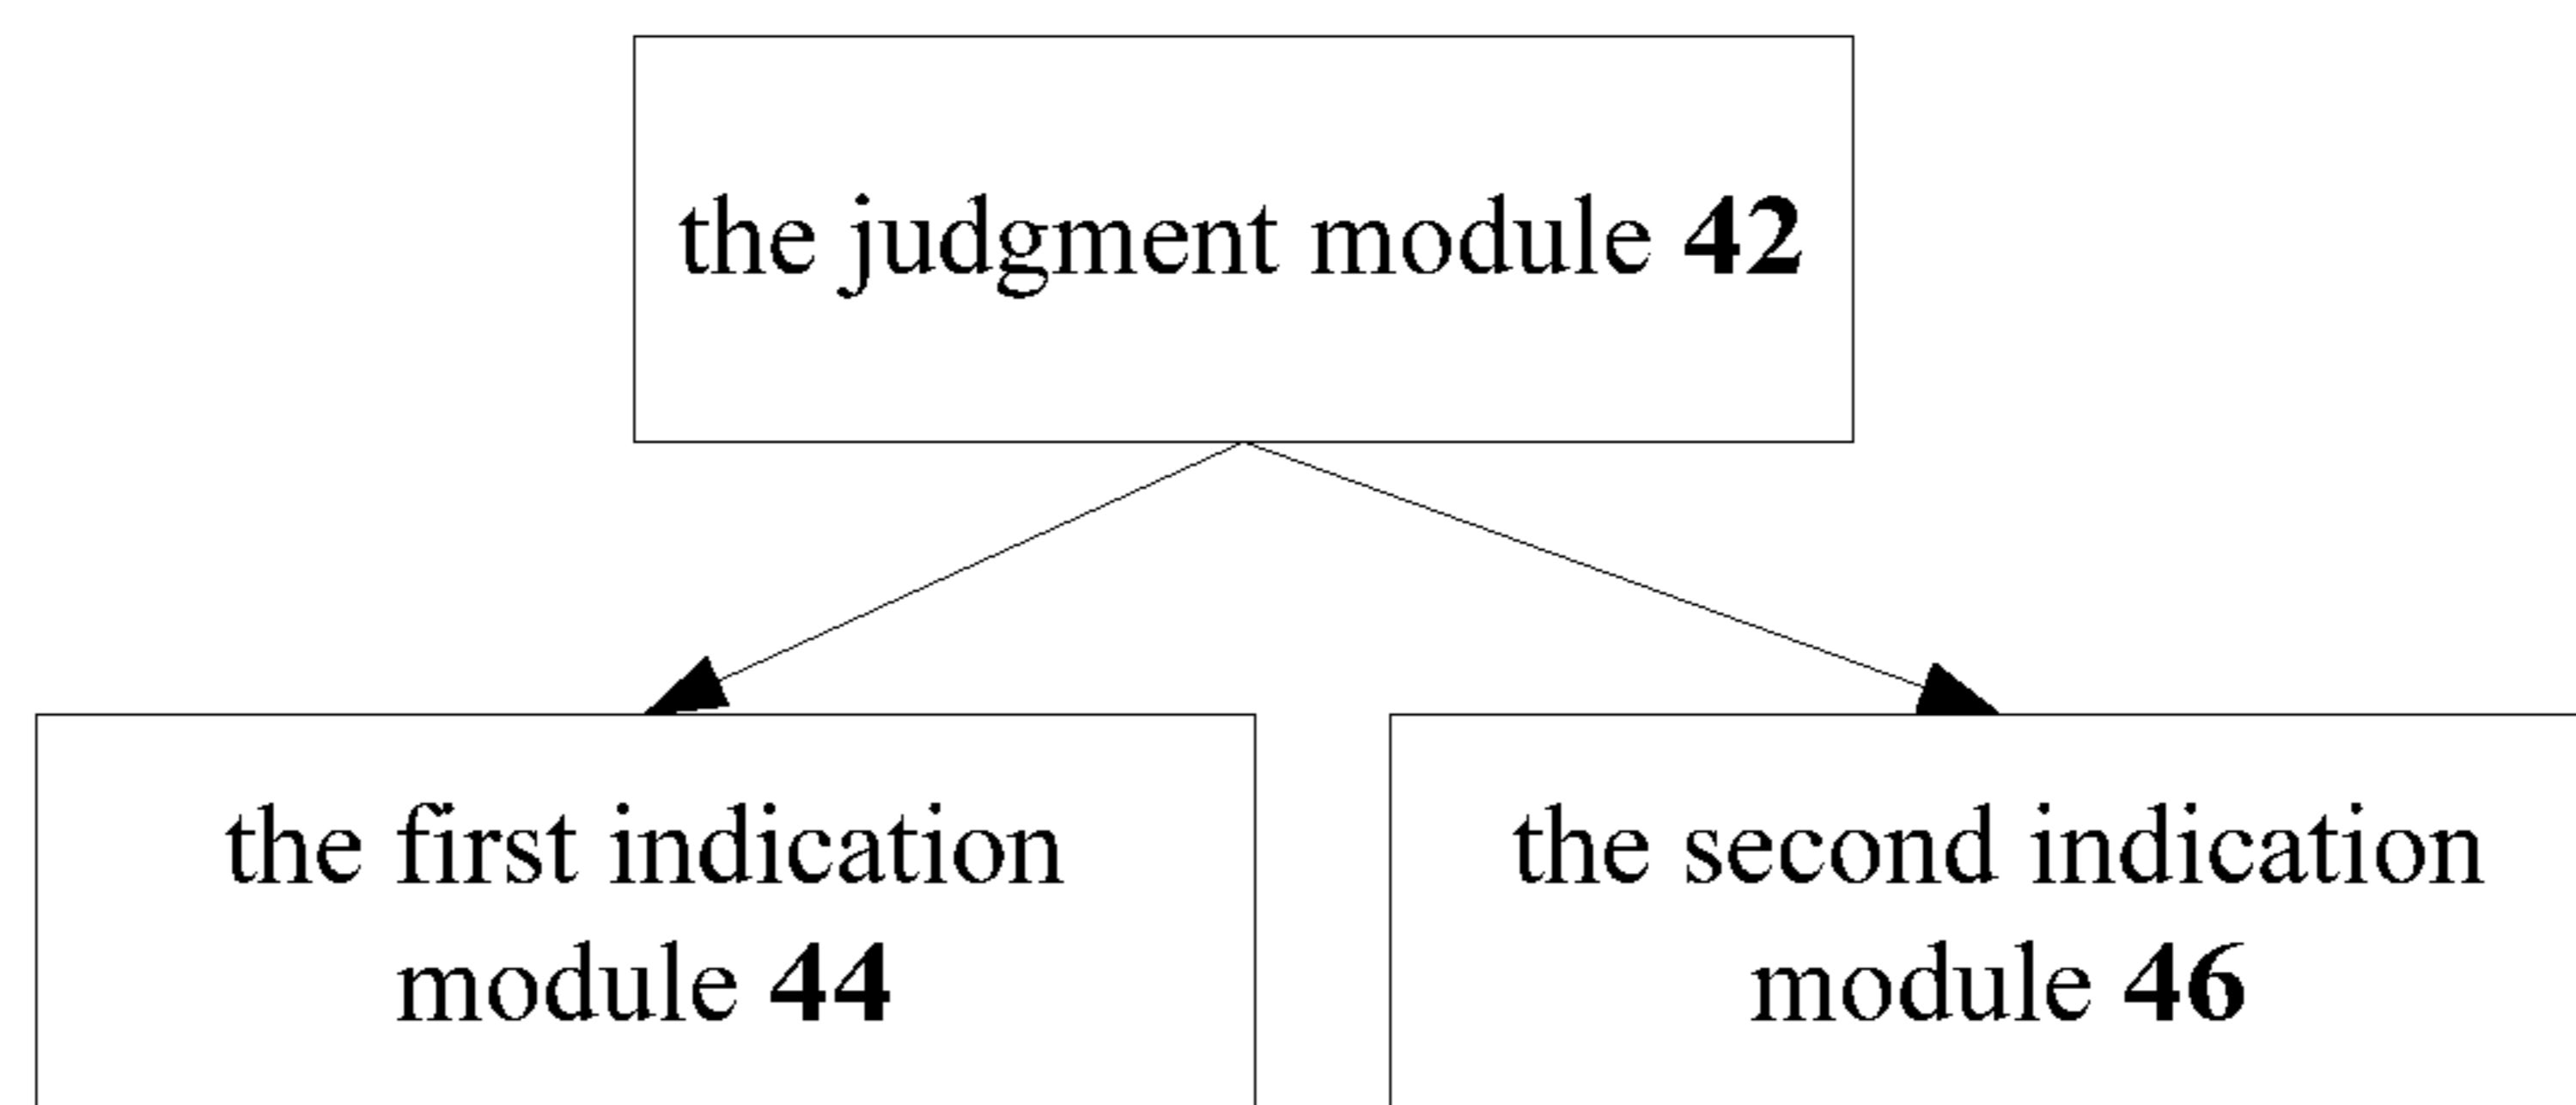 the judgment module 42
the first indication
module 44
the second indication
module 46